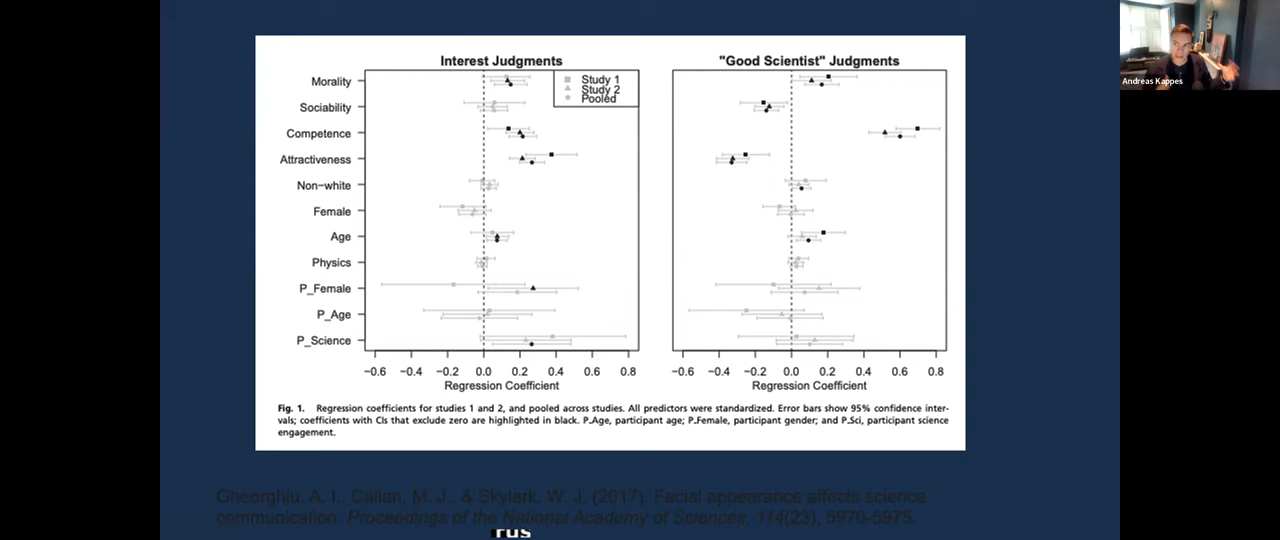 Andreas Kappes
Interest Judgments
"Good Scientist" Judgments
Study 1
Study 2
Pooled
Morality
Sociability
Competence
Attractiveness
Non-white
Female
Age
Physics
P_Female
P_Age
P_Science
−0.6 −0.4 −0.2 0.0 0.2 0.4 0.6 0.8
−0.6 −0.4 −0.2 0.0 0.2 0.4 0.6 0.8
Regression Coefficient
Regression Coefficient
Fig. 1. Regression coefficients for studies 1 and 2, and pooled across studies. All predictors were standardized. Error bars show 95% confidence inter-
vals; coefficients with CIs that exclude zero are highlighted in black. P_Age, participant age; P_Female, participant gender; and P_Sci, participant science
engagement.
Gheorghiu, A. I., Callan, M. J., & Skylark, W. J. (2017). Facial appearance affects science
communication. Proceedings of the National Academy of Sciences, 114(23), 5970-5975.